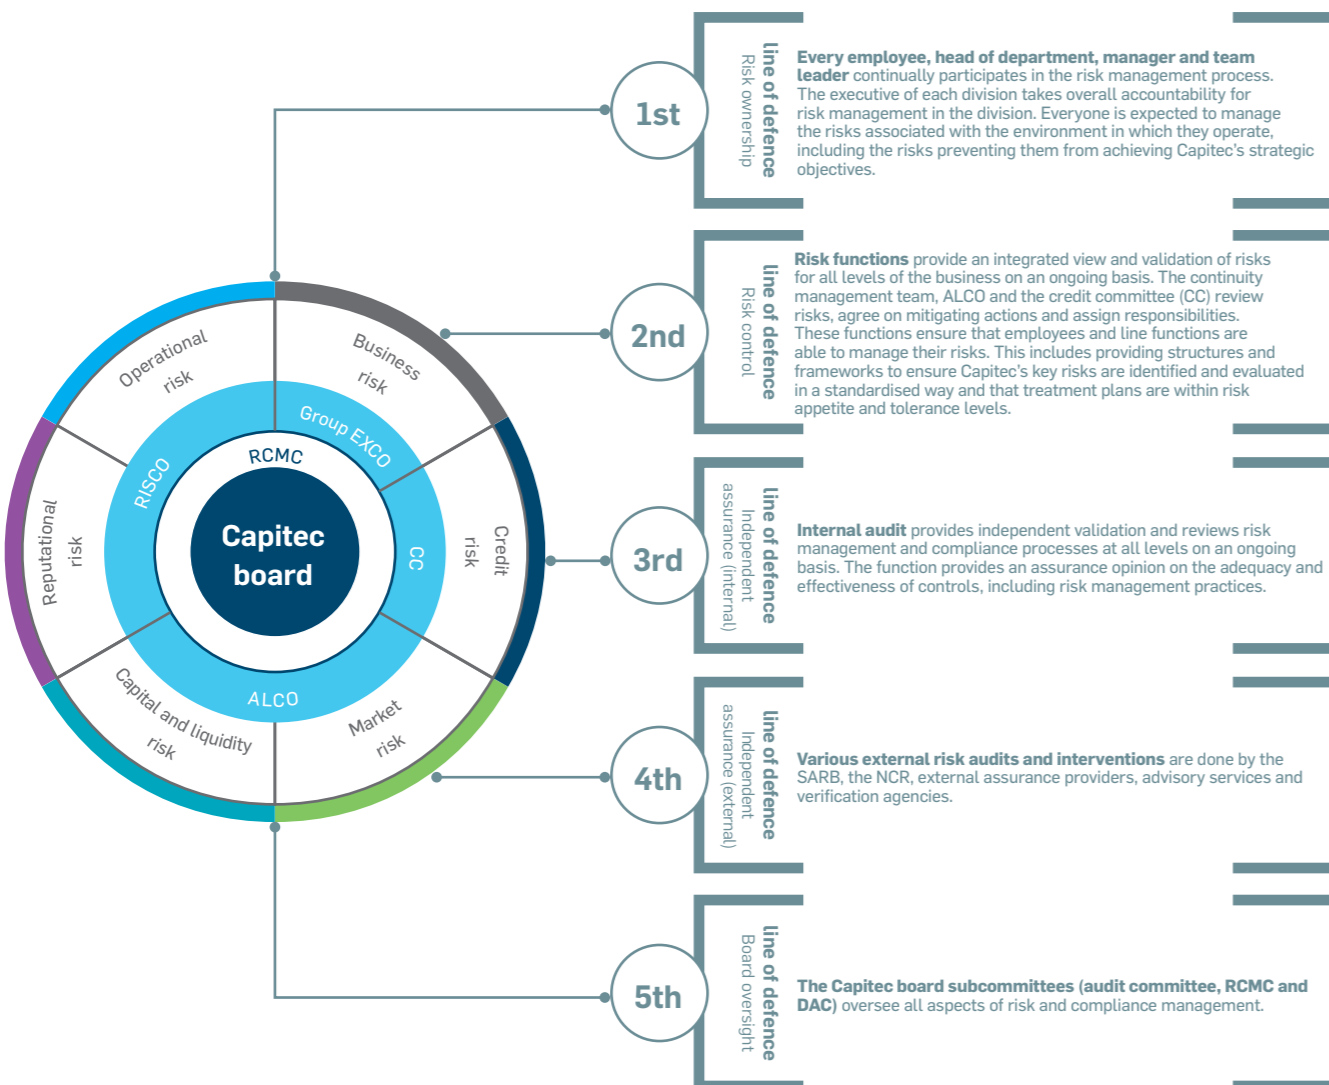 1st
line of defence
Risk ownership
Every employee, head of department, manager and team
leader continually participates in the risk management process.
The executive of each division takes overall accountability for
risk management in the division. Everyone is expected to manage
the risks associated with the environment in which they operate,
including the risks preventing them from achieving Capitec's strategic
objectives.
2nd
line of defence
Risk control
Risk functions provide an integrated view and validation of risks
for all levels of the business on an ongoing basis. The continuity
management team, ALCO and the credit committee (CC) review
risks, agree on mitigating actions and assign responsibilities.
These functions ensure that employees and line functions are
able to manage their risks. This includes providing structures and
frameworks to ensure Capitec's key risks are identified and evaluated
in a standardised way and that treatment plans are within risk
appetite and tolerance levels.
3rd
line of defence
Independent
assurance (internal)
Internal audit provides independent validation and reviews risk
management and compliance processes at all levels on an ongoing
basis. The function provides an assurance opinion on the adequacy and
effectiveness of controls, including risk management practices.
4th
line of defence
Independent
assurance (external)
Various external risk audits and interventions are done by the
SARB, the NCR, external assurance providers, advisory services and
verification agencies.
5th
line of defence
Board oversight
The Capitec board subcommittees (audit committee, RCMC and
DAC) oversee all aspects of risk and compliance management.
Operational
risk
Business
risk
Credit
risk
Market
risk
Capital and liquidity
risk
Reputational
risk
RISCO
Group EXCO
CC
ALCO
RCMC
Capitec
board